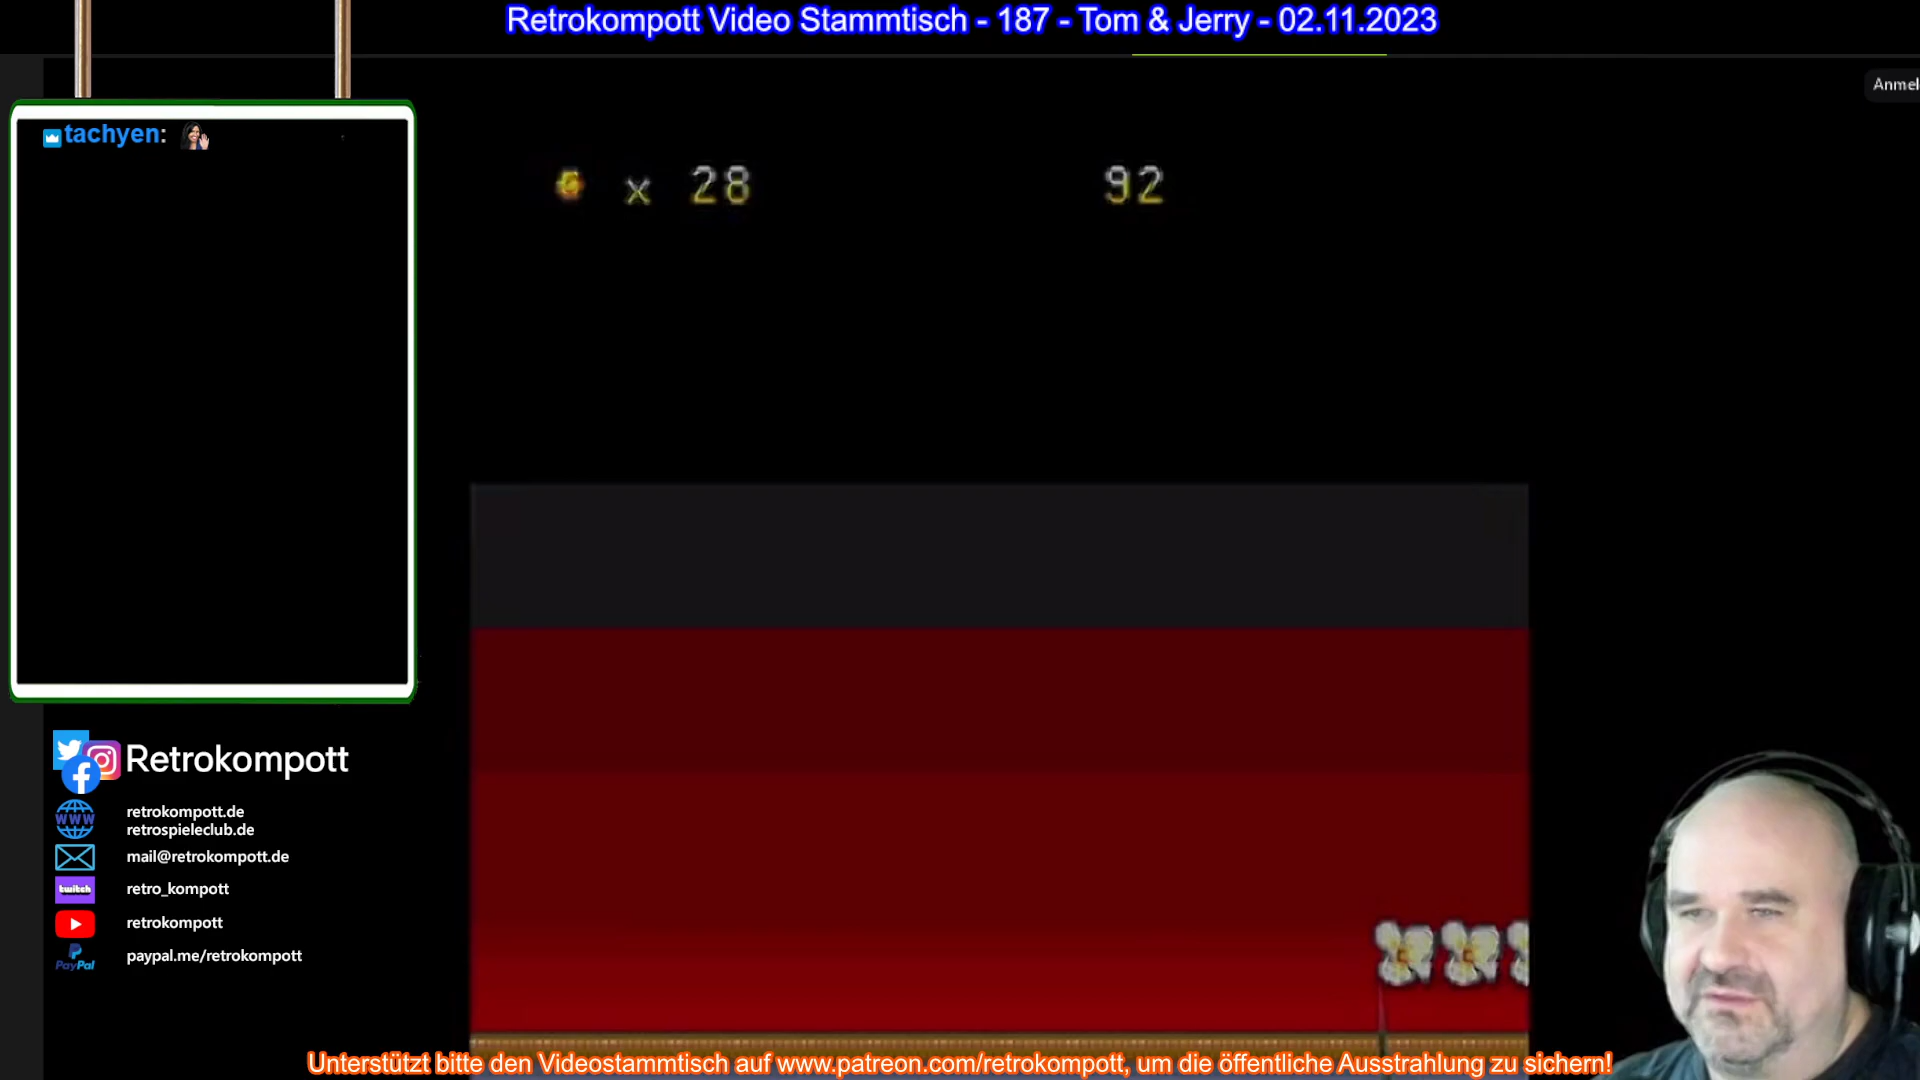 Retrokompott Video Stammtisch - 187 - Tom & Jerry - 02.11.2023
Anmel
tachyen:
x 28
92
Retrokompott
www
retrokompott.de
retrospieleclub.de
mail@retrokompott.de
twitch
retro_kompott
retrokompott
PayPal
paypal.me/retrokompott
Unterstützt bitte den Videostammtisch auf www.patreon.com/retrokompott, um die öffentliche Ausstrahlung zu sichern!